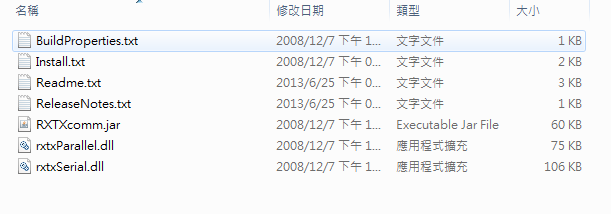 名稱 修改日期 類型 大小
BuildProperties.txt 2008/12/7 下午 1... 文字文件 1 KB
Install.txt 2008/12/7 下午 0... 文字文件 2 KB
Readme.txt 2013/6/25 下午 0... 文字文件 3 KB
ReleaseNotes.txt 2013/6/25 下午 0... 文字文件 1 KB
RXTXcomm.jar 2008/12/7 下午 1... Executable Jar File 60 KB
rxtxParallel.dll 2008/12/7 下午 1... 應用程式擴充 75 KB
rxtxSerial.dll 2008/12/7 下午 1... 應用程式擴充 106 KB